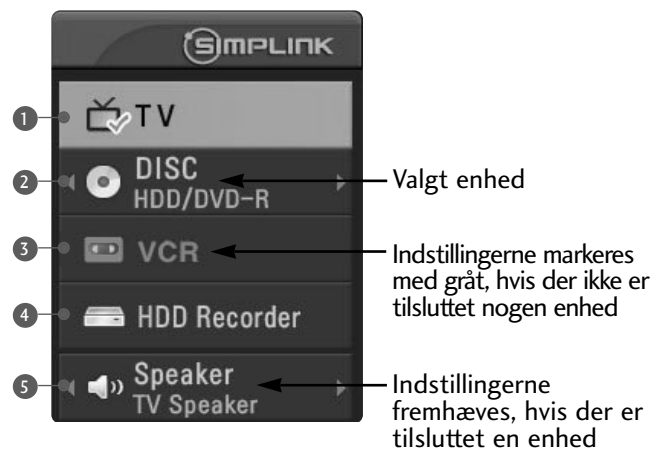 SIMPLINK
1 TV
2 DISC
HDD/DVD-R
Valgt enhed
3 VCR
Indstillingerne markeres
med gråt, hvis der ikke er
tilsluttet nogen enhed
4 HDD Recorder
5 Speaker
TV Speaker
Indstillingerne
fremhæves, hvis der er
tilsluttet en enhed